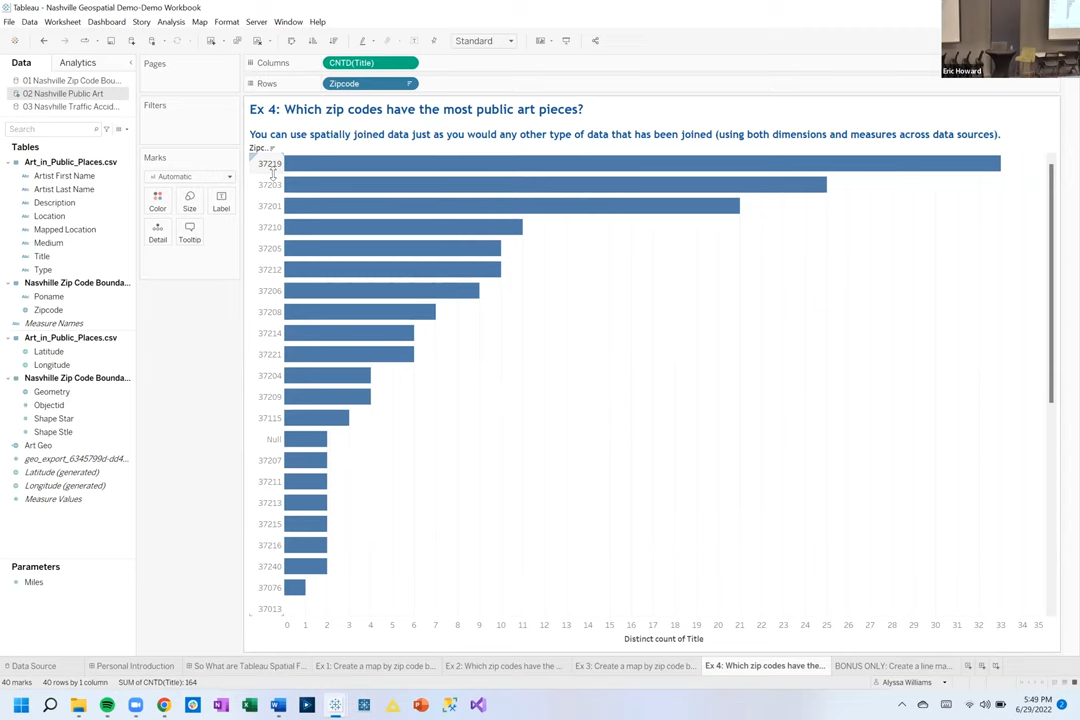 Tableau - Nashville Geospatial Demo-Demo Workbook
File Data Worksheet Dashboard Story Analysis Map Format Server Window Help
Standard
Eric Howard
Data Analytics
Pages
Columns CNTD(Title)
Rows Zipcode
01 Nashville Zip Code Bou...
02 Nashville Public Art
03 Nashville Traffic Accid...
Filters
Search
Tables
Art_in_Public_Places.csv
Artist First Name
Artist Last Name
Description
Location
Mapped Location
Medium
Title
Type
Nasvhille Zip Code Bounda...
Poname
Zipcode
Measure Names
Art_in_Public_Places.csv
Latitude
Longitude
Nasvhille Zip Code Bounda...
Geometry
Objectid
Shape Star
Shape Stle
Art Geo
geo_export_6345799d-dd4...
Latitude (generated)
Longitude (generated)
Measure Values
Parameters
Miles
Marks
Automatic
Color Size Label
Detail Tooltip
Ex 4: Which zip codes have the most public art pieces?
You can use spatially joined data just as you would any other type of data that has been joined (using both dimensions and measures across data sources).
Zipc..
37219
37203
37201
37210
37205
37212
37206
37208
37214
37221
37204
37209
37115
Null
37207
37211
37213
37215
37216
37240
37076
37013
0 1 2 3 4 5 6 7 8 9 10 11 12 13 14 15 16 17 18 19 20 21 22 23 24 25 26 27 28 29 30 31 32 33 34 35
Distinct count of Title
Data Source Personal Introduction So What are Tableau Spatial F... Ex 1: Create a map by zip code b... Ex 2: Which zip codes have the ... Ex 3: Create a map by zip code b... Ex 4: Which zip codes have the... BONUS ONLY: Create a line ma...
40 marks 40 rows by 1 column SUM of CNTD(Title): 164
Alyssa Williams
5:49 PM
6/29/2022
2